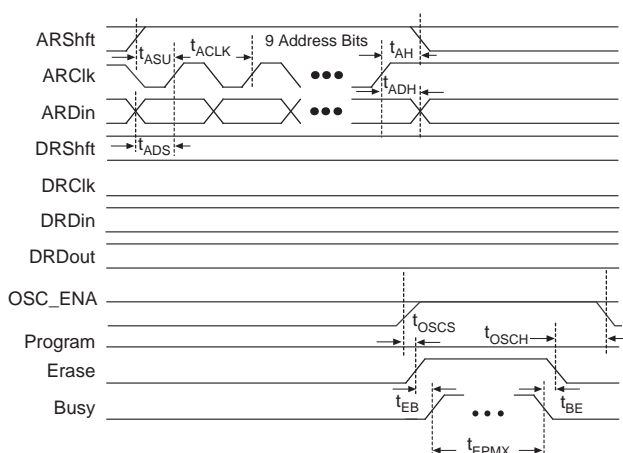 ARShft
9 Address Bits
tASU
tACLK
tAH
ARClk
tADH
ARDin
DRShft
tADS
DRClk
DRDin
DRDout
OSC_ENA
tOSCS
tOSCH
Program
Erase
tEB
tBE
Busy
tEPMX